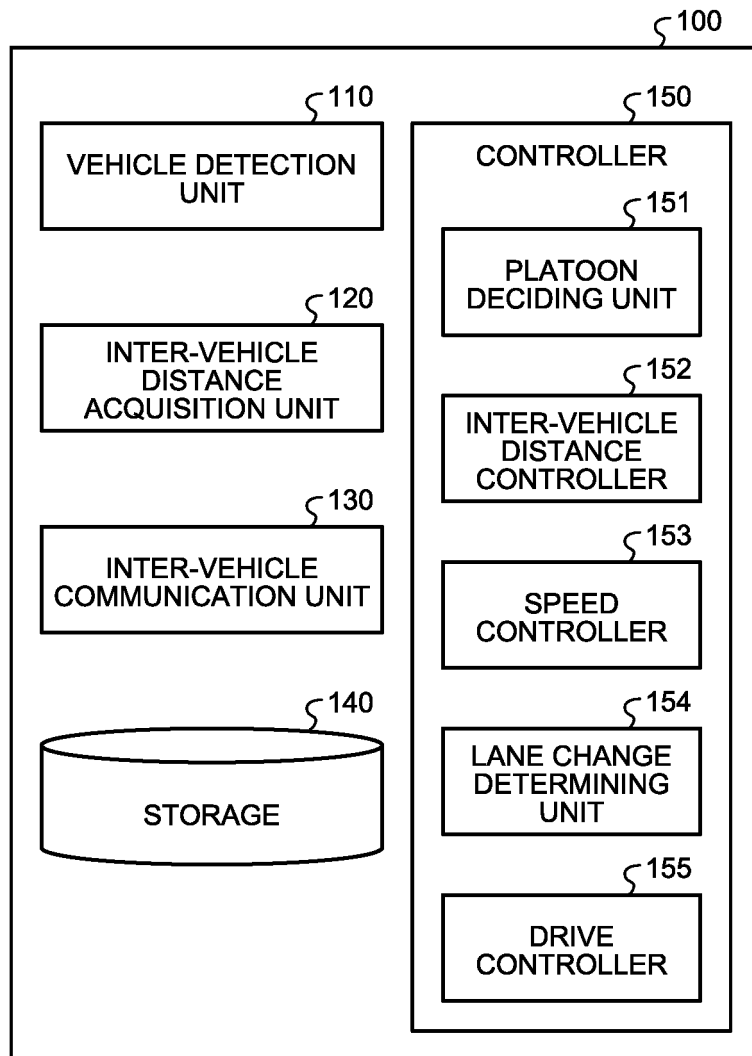 100
110
VEHICLE DETECTION
UNIT
120
INTER-VEHICLE
DISTANCE
ACQUISITION UNIT
130
INTER-VEHICLE
COMMUNICATION UNIT
140
STORAGE
150
CONTROLLER
151
PLATOON
DECIDING UNIT
152
INTER-VEHICLE
DISTANCE
CONTROLLER
153
SPEED
CONTROLLER
154
LANE CHANGE
DETERMINING
UNIT
155
DRIVE
CONTROLLER